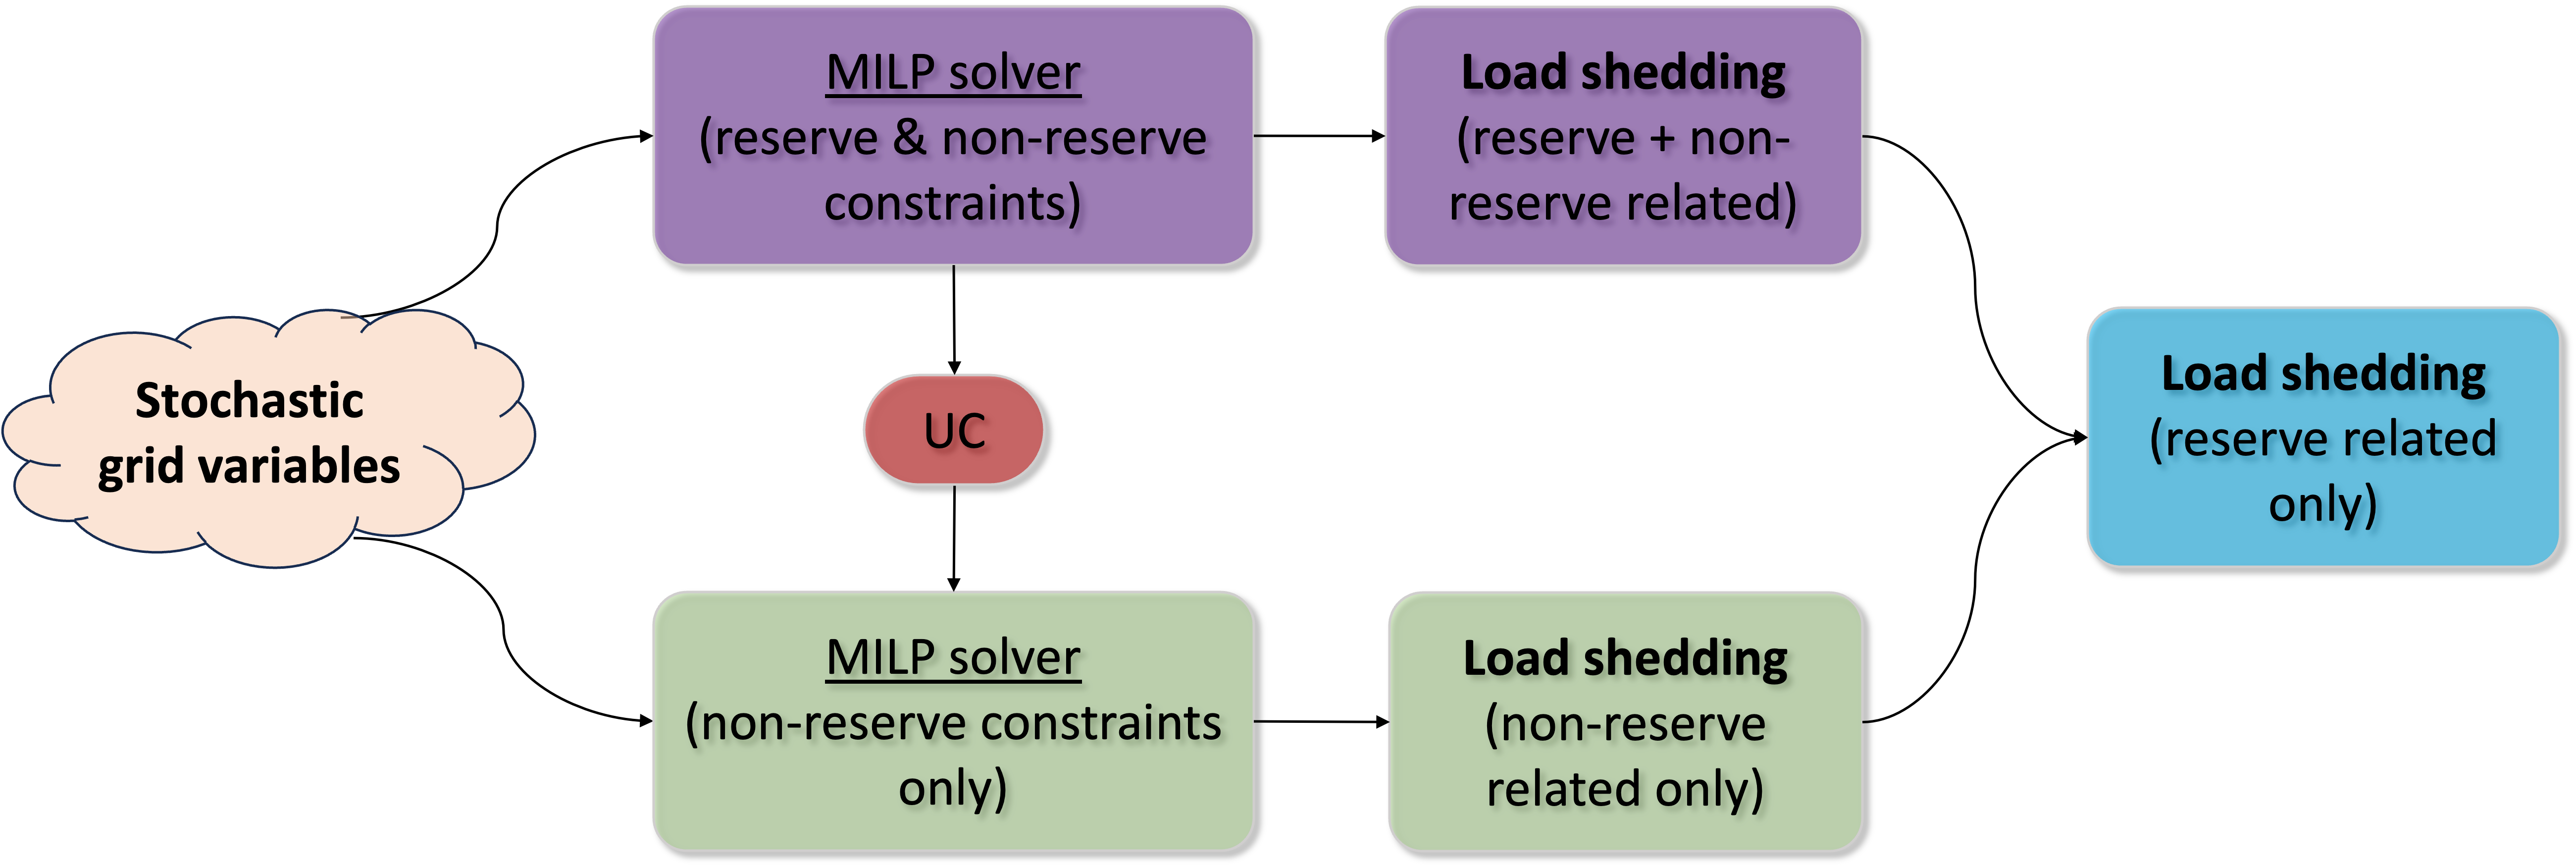 MILP solver
(reserve & non-reserve
constraints)
Load shedding
(reserve + non-
reserve related)
Stochastic
grid variables
UC
Load shedding
(reserve related
only)
MILP solver
(non-reserve constraints
only)
Load shedding
(non-reserve
related only)